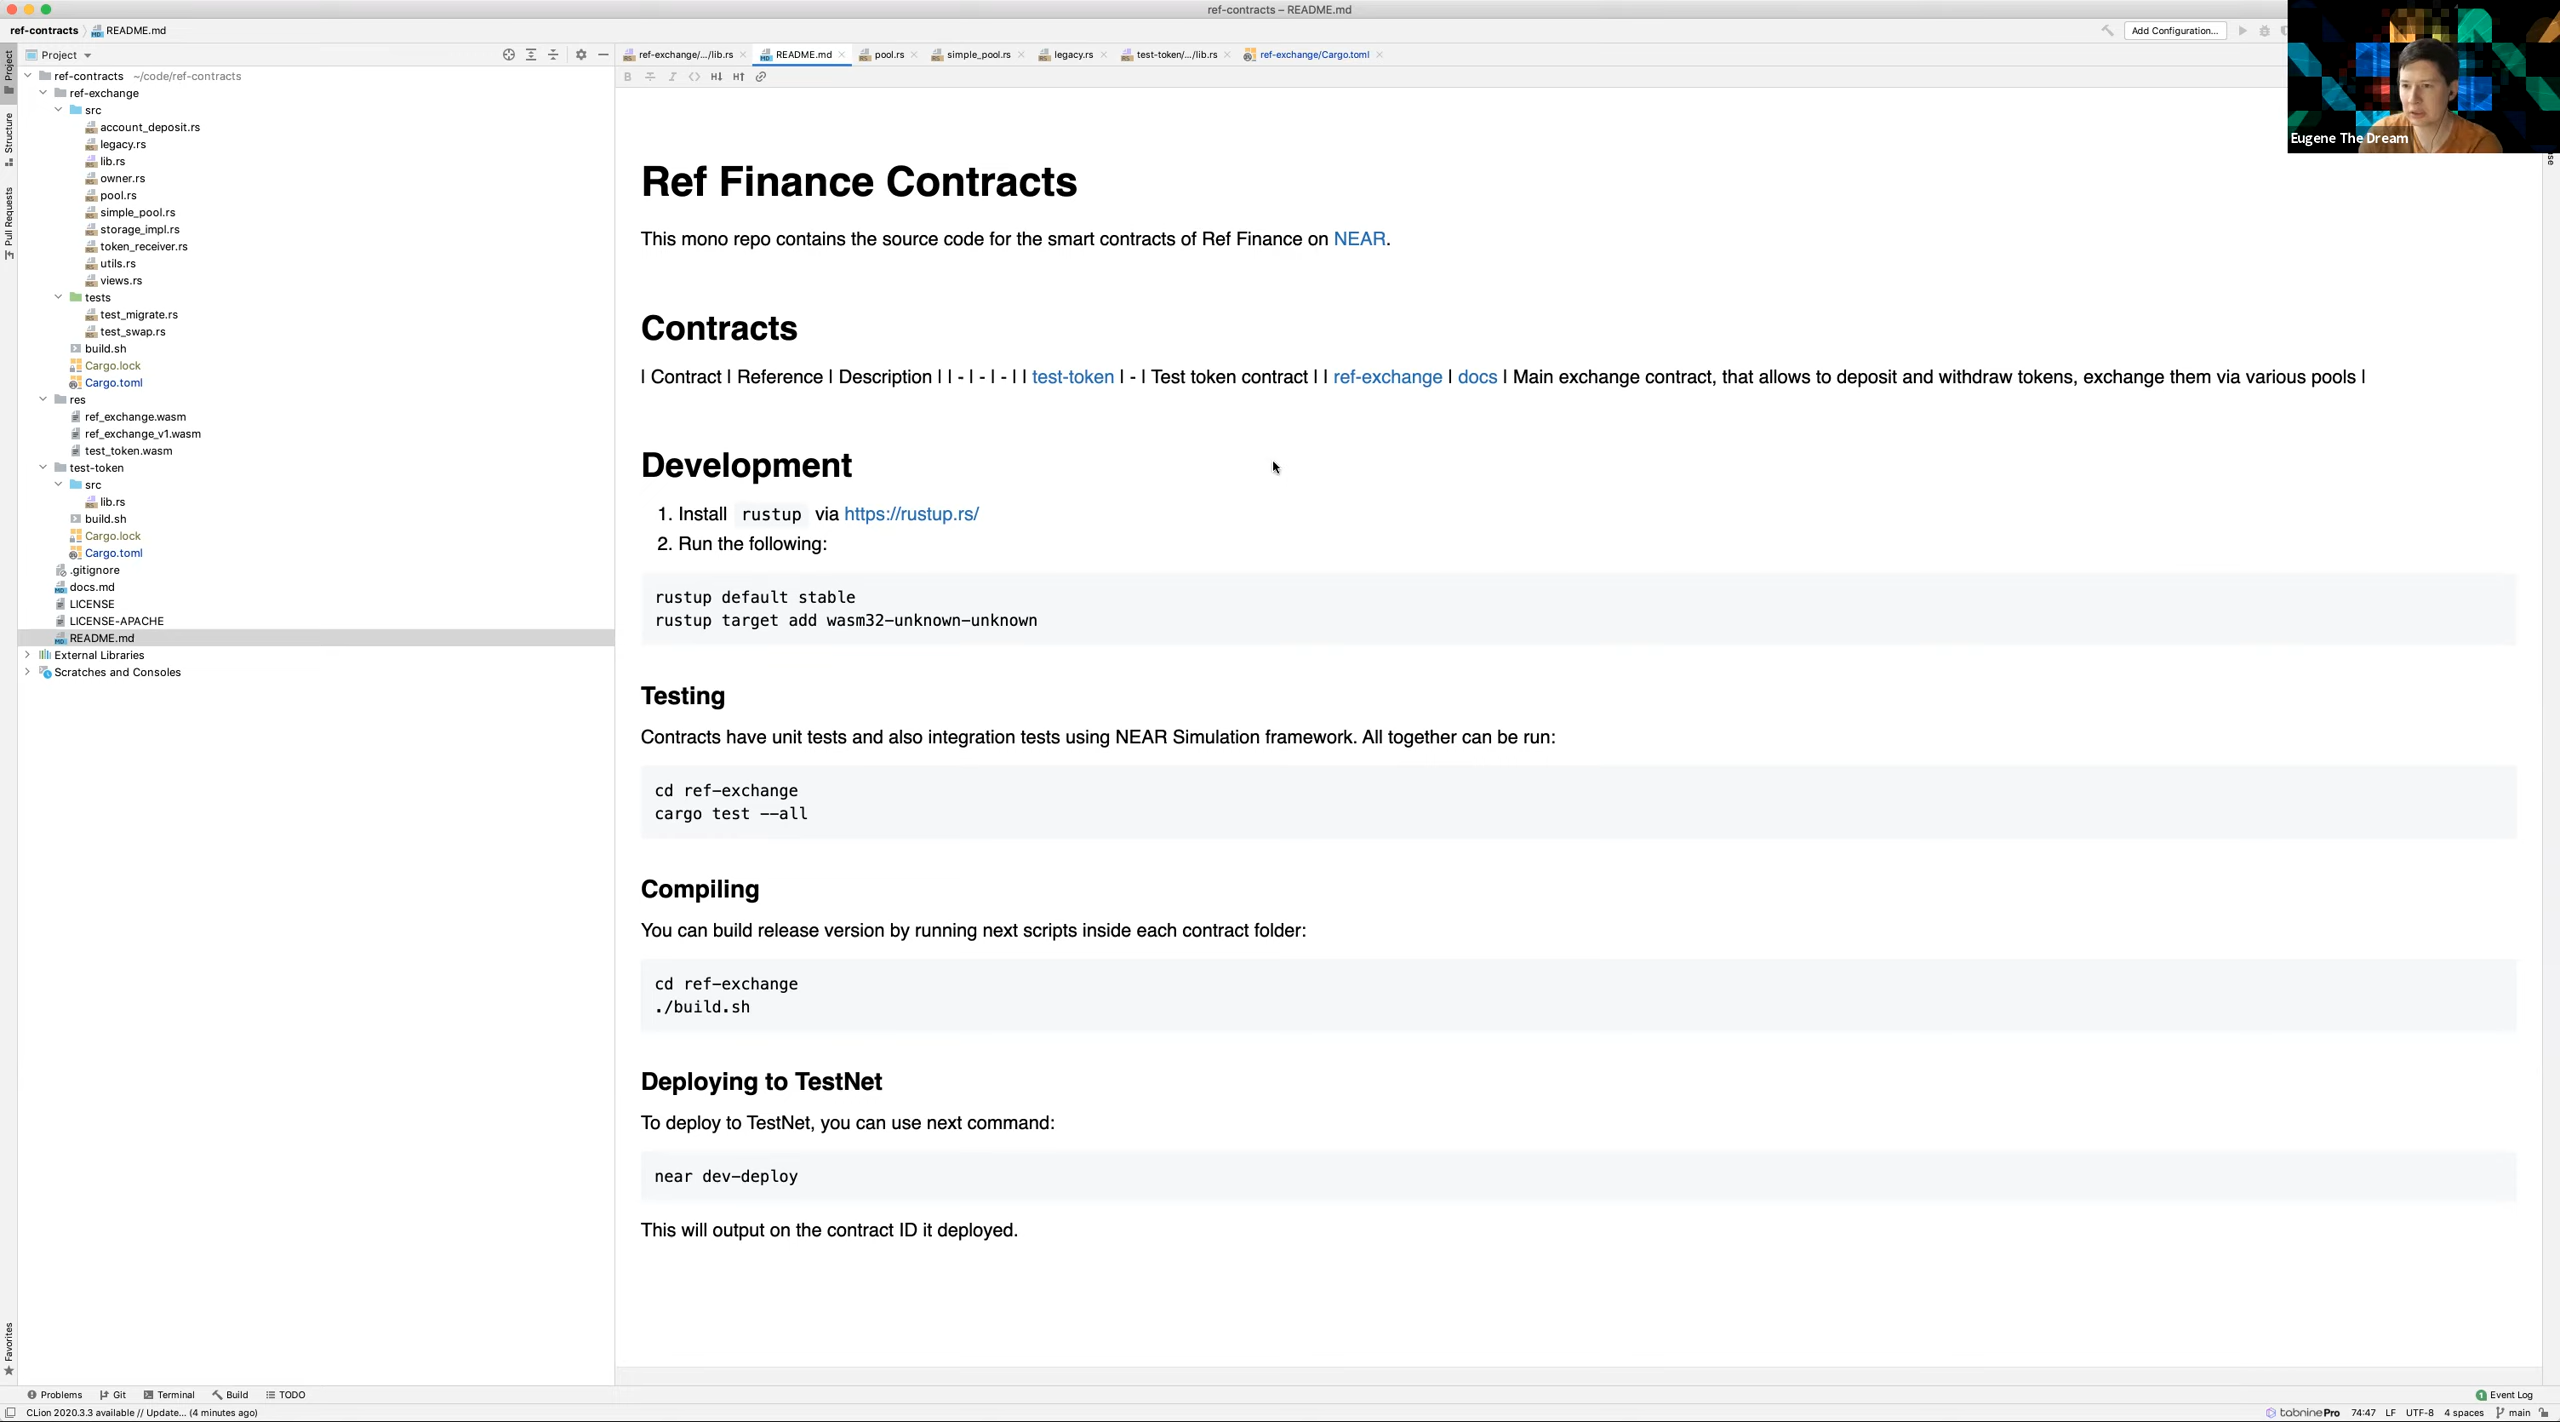 ref-contracts – README.md
ref-contracts
README.md
Add Configuration...
Project
ref-exchange/.../lib.rs
README.md
pool.rs
simple_pool.rs
legacy.rs
test-token/.../lib.rs
ref-exchange/Cargo.toml
Project
Structure
Pull Requests
Favorites
ref-contracts ~/code/ref-contracts
ref-exchange
src
account_deposit.rs
legacy.rs
lib.rs
owner.rs
pool.rs
simple_pool.rs
storage_impl.rs
token_receiver.rs
utils.rs
views.rs
tests
test_migrate.rs
test_swap.rs
build.sh
Cargo.lock
Cargo.toml
res
ref_exchange.wasm
ref_exchange_v1.wasm
test_token.wasm
test-token
src
lib.rs
build.sh
Cargo.lock
Cargo.toml
.gitignore
docs.md
LICENSE
LICENSE-APACHE
README.md
External Libraries
Scratches and Consoles
Eugene The Dream
Ref Finance Contracts
This mono repo contains the source code for the smart contracts of Ref Finance on NEAR.
Contracts
| Contract | Reference | Description | | - | - | - | | test-token | - | Test token contract | | ref-exchange | docs | Main exchange contract, that allows to deposit and withdraw tokens, exchange them via various pools |
Development
1. Install rustup via https://rustup.rs/
2. Run the following:
rustup default stable
rustup target add wasm32-unknown-unknown
Testing
Contracts have unit tests and also integration tests using NEAR Simulation framework. All together can be run:
cd ref-exchange
cargo test --all
Compiling
You can build release version by running next scripts inside each contract folder:
cd ref-exchange
./build.sh
Deploying to TestNet
To deploy to TestNet, you can use next command:
near dev-deploy
This will output on the contract ID it deployed.
Problems Git Terminal Build TODO
1 Event Log
CLion 2020.3.3 available // Update... (4 minutes ago)
tabnine Pro 74:47 LF UTF-8 4 spaces main